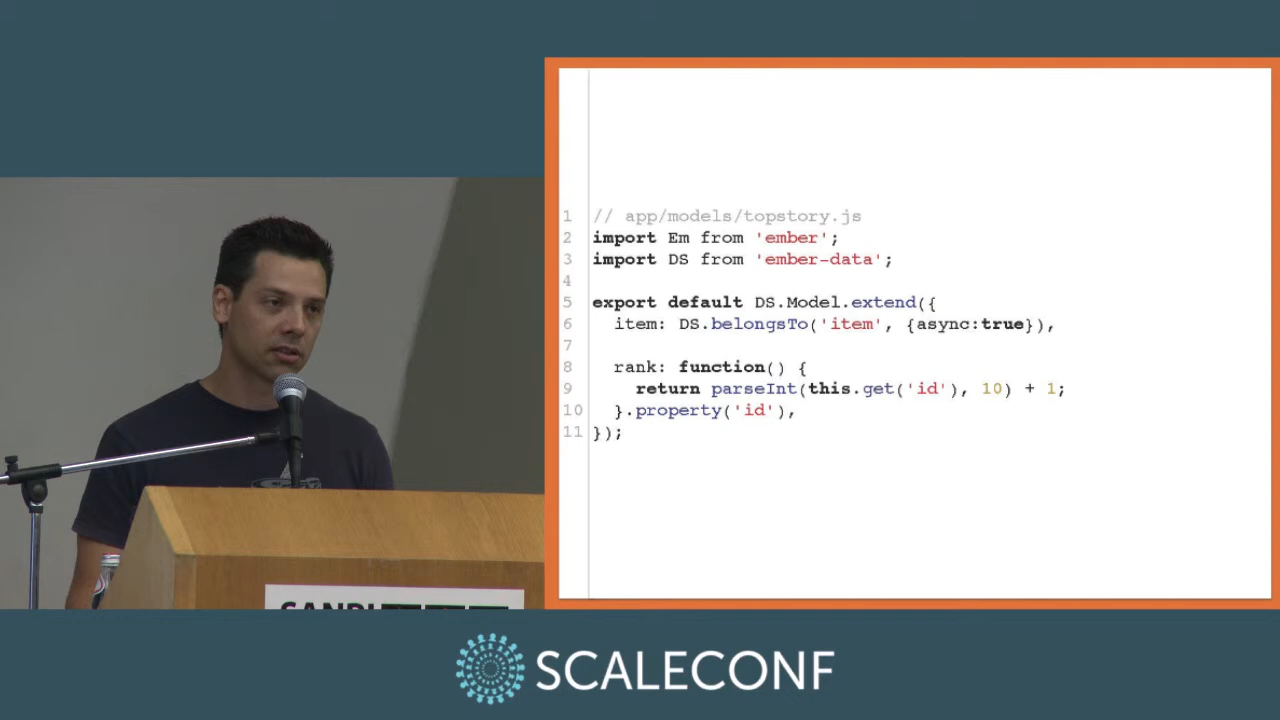 1 // app/models/topstory.js
2 import Em from 'ember';
3 import DS from 'ember-data';
4
5 export default DS.Model.extend({
6   item: DS.belongsTo('item', {async:true}),
7
8   rank: function() {
9     return parseInt(this.get('id'), 10) + 1;
10   }.property('id'),
11 });
SCALECONF